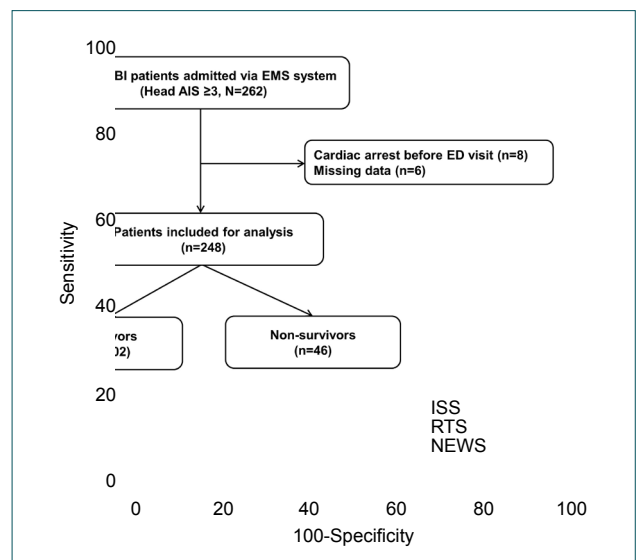 100
BI patients admitted via EMS system
(Head AIS ≥3, N=262)
80
Cardiac arrest before ED visit (n=8)
Missing data (n=6)
60
Patients included for analysis
(n=248)
Sensitivity
40
vors
02)
Non-survivors
(n=46)
20
ISS
RTS
NEWS
0
0 20 40 60 80 100
100-Specificity